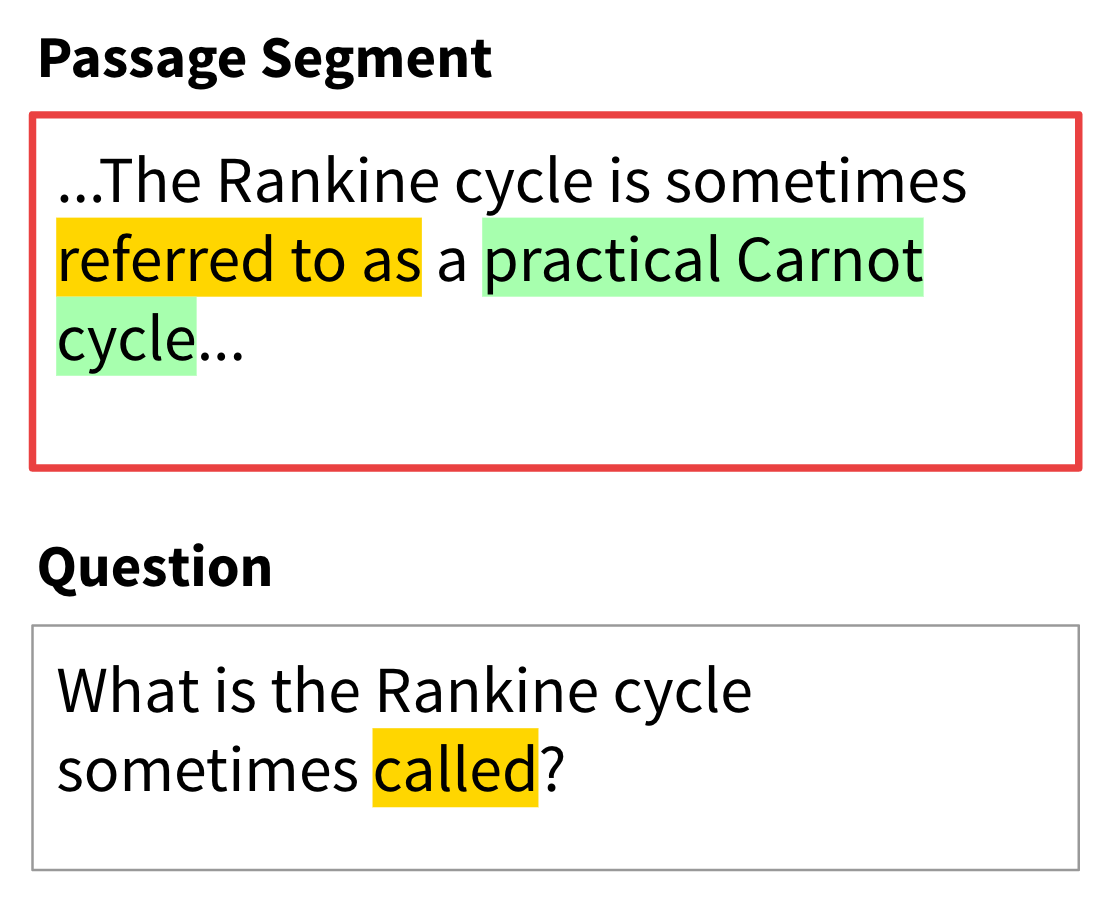 Passage Segment
...The Rankine cycle is sometimes
referred to as a practical Carnot
cycle...
Question
What is the Rankine cycle
sometimes called?